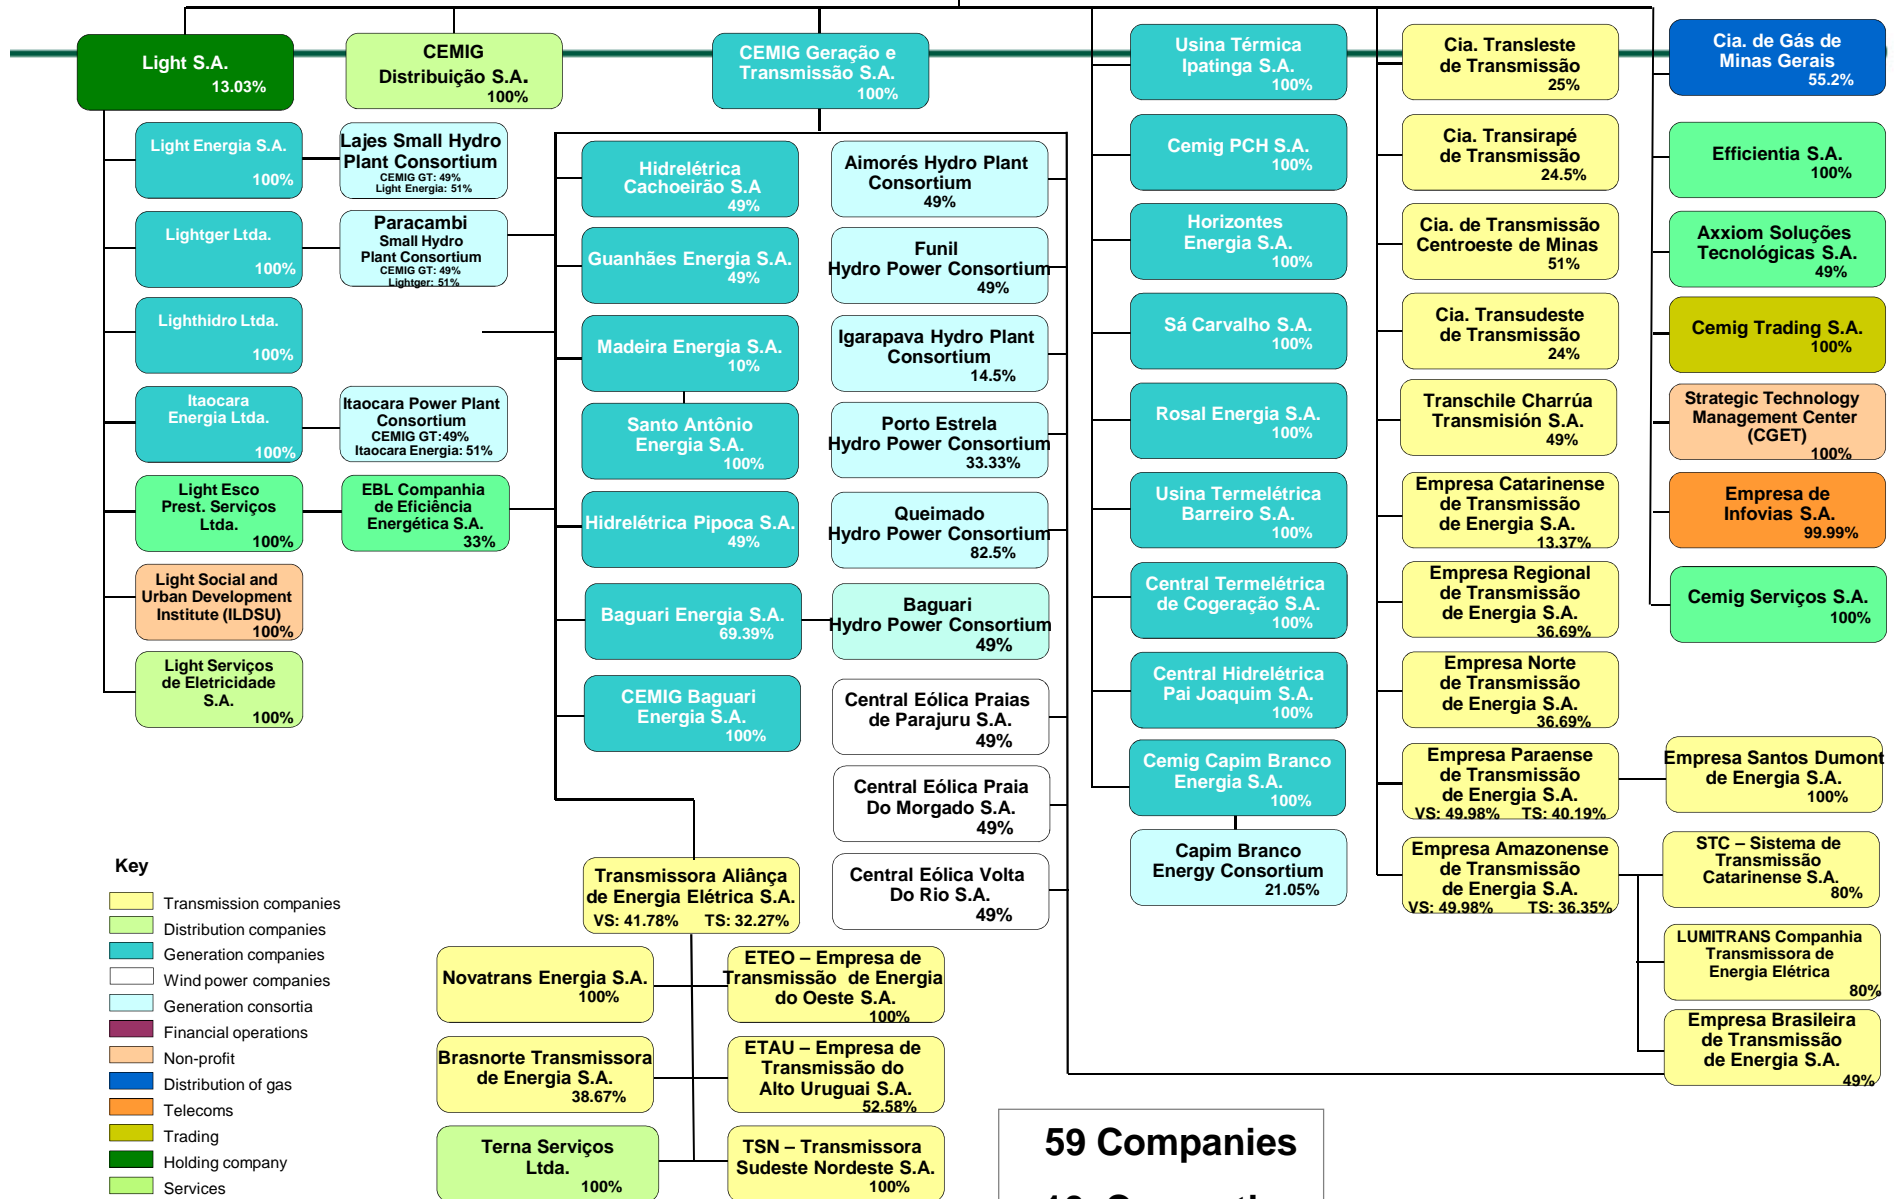 Light S.A.
13.03%
CEMIG
Distribuição S.A.
100%
CEMIG Geração e
Transmissão S.A.
100%
Usina Térmica
Ipatinga S.A.
100%
Cia. Transleste
de Transmissão
25%
Cia. de Gás de
Minas Gerais
55.2%
Light Energia S.A.
100%
Lajes Small Hydro
Plant Consortium
CEMIG GT: 49%
Light Energia: 51%
Lightger Ltda.
100%
Paracambi
Small Hydro
Plant Consortium
CEMIG GT: 49%
Lightger: 51%
Lighthidro Ltda.
100%
Itaocara
Energia Ltda.
100%
Itaocara Power Plant
Consortium
CEMIG GT:49%
Itaocara Energia: 51%
Light Esco
Prest. Serviços
Ltda.
100%
EBL Companhia
de Eficiência
Energética S.A.
33%
Light Social and
Urban Development
Institute (ILDSU)
100%
Light Serviços
de Eletricidade
S.A.
100%
Hidrelétrica
Cachoeirão S.A
49%
Guanhães Energia S.A.
49%
Madeira Energia S.A.
10%
Santo Antônio
Energia S.A.
100%
Hidrelétrica Pipoca S.A.
49%
Baguari Energia S.A.
69.39%
CEMIG Baguari
Energia S.A.
100%
Aimorés Hydro Plant
Consortium
49%
Funil
Hydro Power Consortium
49%
Igarapava Hydro Plant
Consortium
14.5%
Porto Estrela
Hydro Power Consortium
33.33%
Queimado
Hydro Power Consortium
82.5%
Baguari
Hydro Power Consortium
49%
Central Eólica Praias
de Parajuru S.A.
49%
Central Eólica Praia
Do Morgado S.A.
49%
Central Eólica Volta
Do Rio S.A.
49%
Cemig PCH S.A.
100%
Horizontes
Energia S.A.
100%
Sá Carvalho S.A.
100%
Rosal Energia S.A.
100%
Usina Termelétrica
Barreiro S.A.
100%
Central Termelétrica
de Cogeração S.A.
100%
Central Hidrelétrica
Pai Joaquim S.A.
100%
Cemig Capim Branco
Energia S.A.
100%
Capim Branco
Energy Consortium
21.05%
Cia. Transirapé
de Transmissão
24.5%
Cia. de Transmissão
Centroeste de Minas
51%
Cia. Transudeste
de Transmissão
24%
Transchile Charrúa
Transmisión S.A.
49%
Empresa Catarinense
de Transmissão
de Energia S.A.
13.37%
Empresa Regional
de Transmissão
de Energia S.A.
36.69%
Empresa Norte
de Transmissão
de Energia S.A.
36.69%
Empresa Paraense
de Transmissão
de Energia S.A.
VS: 49.98% TS: 40.19%
Empresa Amazonense
de Transmissão
de Energia S.A.
VS: 49.98% TS: 36.35%
Efficientia S.A.
100%
Axxiom Soluções
Tecnológicas S.A.
49%
Cemig Trading S.A.
100%
Strategic Technology
Management Center
(CGET)
100%
Empresa de
Infovias S.A.
99.99%
Cemig Serviços S.A.
100%
Empresa Santos Dumont
de Energia S.A.
100%
STC – Sistema de
Transmissão
Catarinense S.A.
80%
LUMITRANS Companhia
Transmissora de
Energia Elétrica
80%
Empresa Brasileira
de Transmissão
de Energia S.A.
49%
Transmissora Aliânça
de Energia Elétrica S.A.
VS: 41.78% TS: 32.27%
Novatrans Energia S.A.
100%
ETEO – Empresa de
Transmissão de Energia
do Oeste S.A.
100%
Brasnorte Transmissora
de Energia S.A.
38.67%
ETAU – Empresa de
Transmissão do
Alto Uruguai S.A.
52.58%
Terna Serviços
Ltda.
100%
TSN – Transmissora
Sudeste Nordeste S.A.
100%
Key
Transmission companies
Distribution companies
Generation companies
Wind power companies
Generation consortia
Financial operations
Non-profit
Distribution of gas
Telecoms
Trading
Holding company
Services
59 Companies